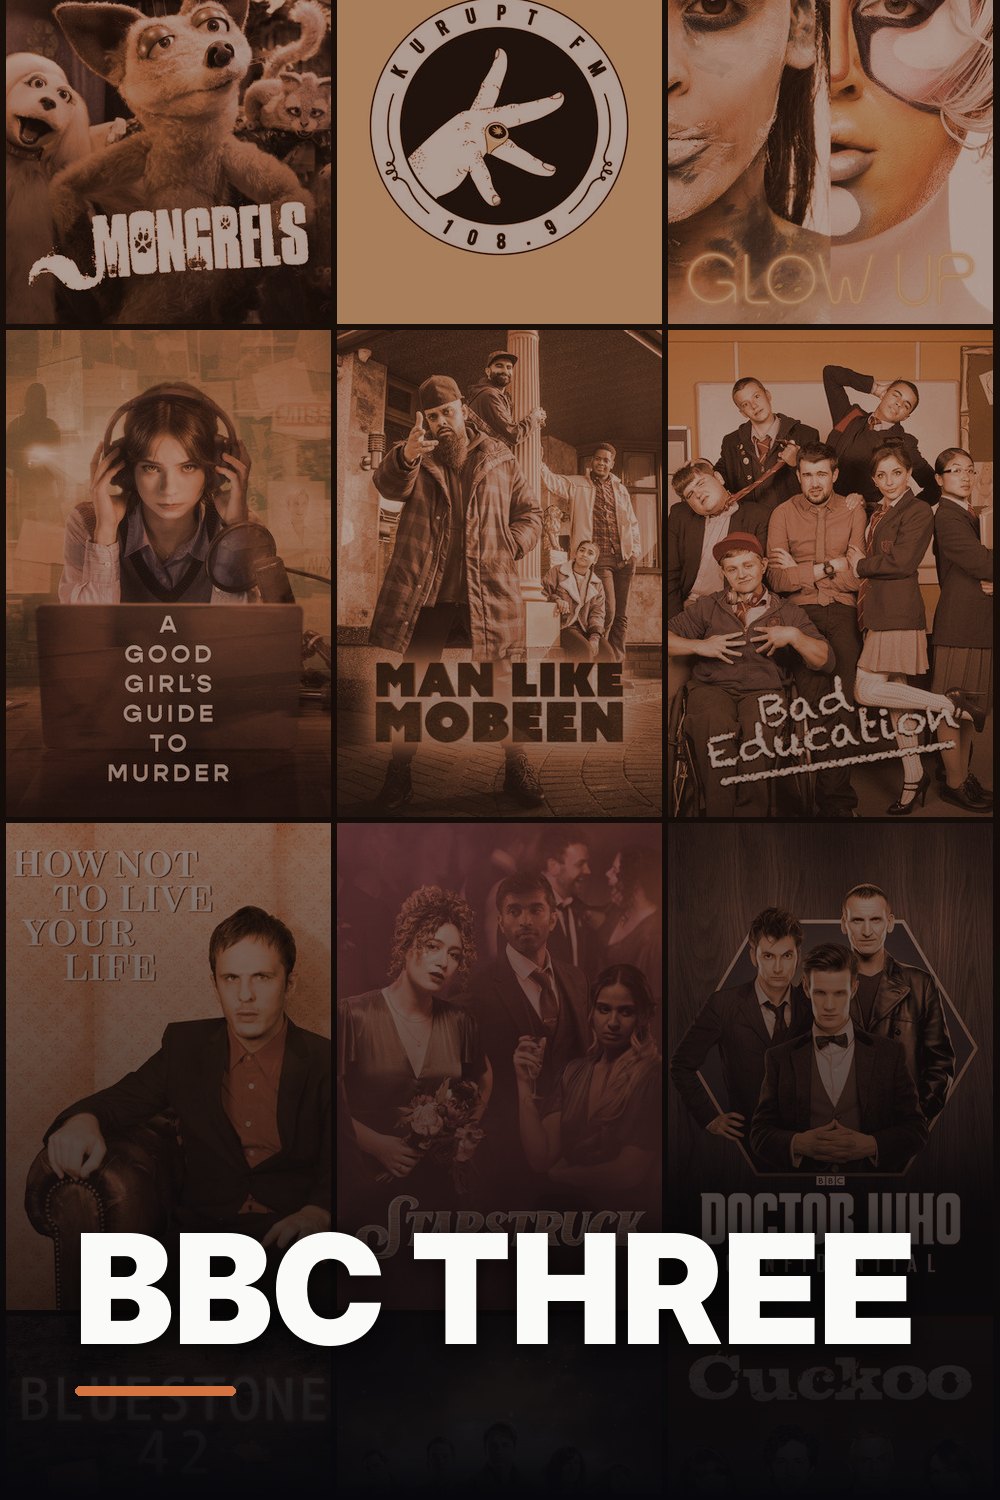 MONGRELS
KURUPT FM
108.9
GLOW UP
A
GOOD
GIRL'S
GUIDE
TO
MURDER
MAN LIKE
MOBEEN
Bad
Education
HOW NOT
TO LIVE
YOUR
LIFE
STARSTRUCK
BBC
DOCTOR WHO
BBC THREE
BLUESTONE
42
Cuckoo